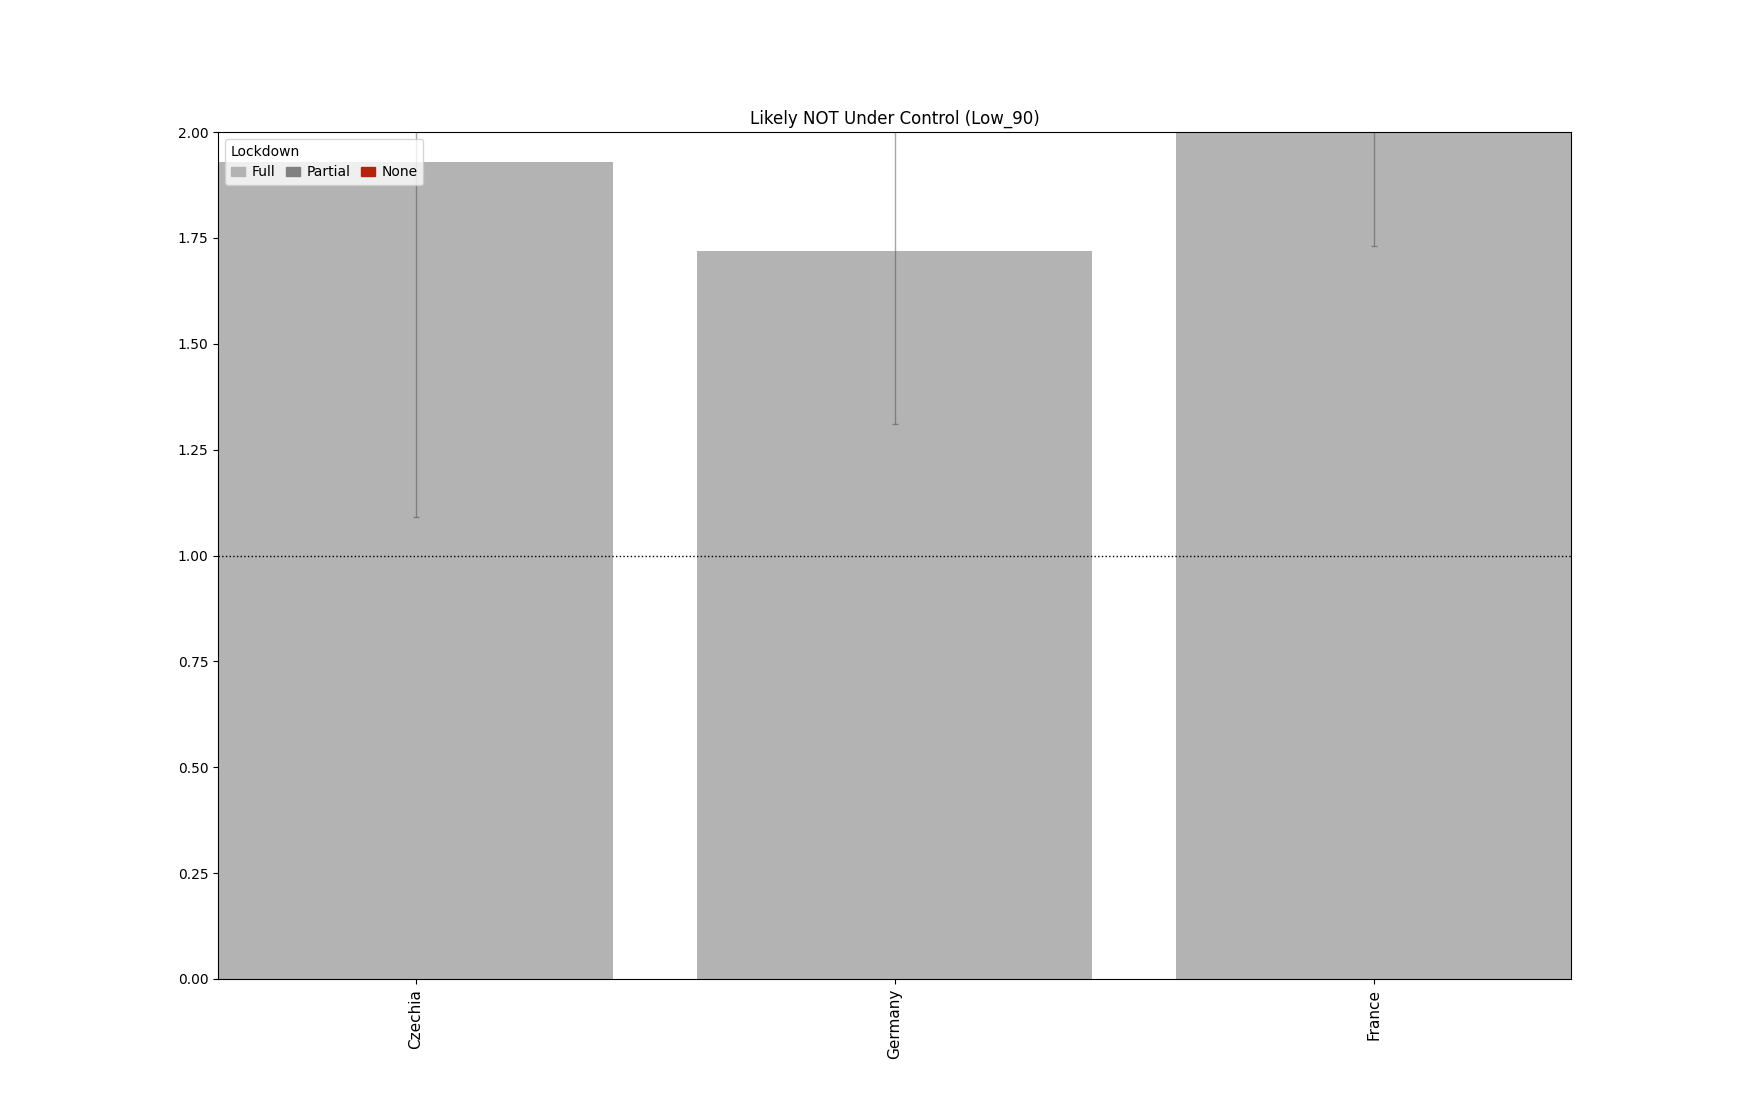 Likely NOT Under Control (Low_90)
Lockdown
Full Partial None
2.00
1.75
1.50
1.25
1.00
0.75
0.50
0.25
0.00
Czechia
Germany
France